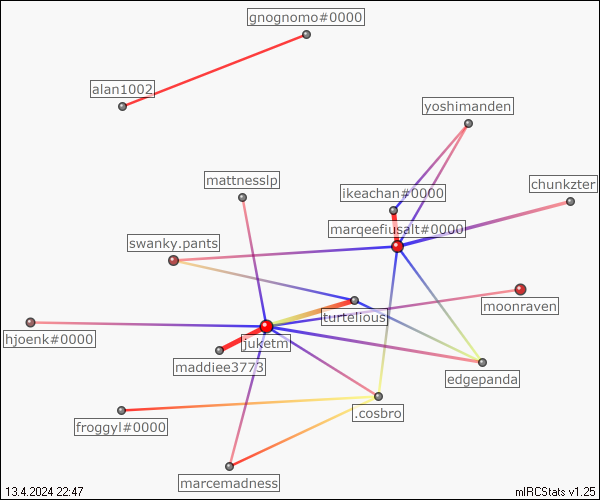 gnognomo#0000
alan1002
yoshimanden
mattnesslp
ikeachan#0000
chunkzter
marqeefiusalt#0000
swanky.pants
moonraven
turtelious
hjoenk#0000
juketm
maddiee3773
edgepanda
.cosbro
froggyl#0000
marcemadness
13.4.2024 22:47
mIRCStats v1.25